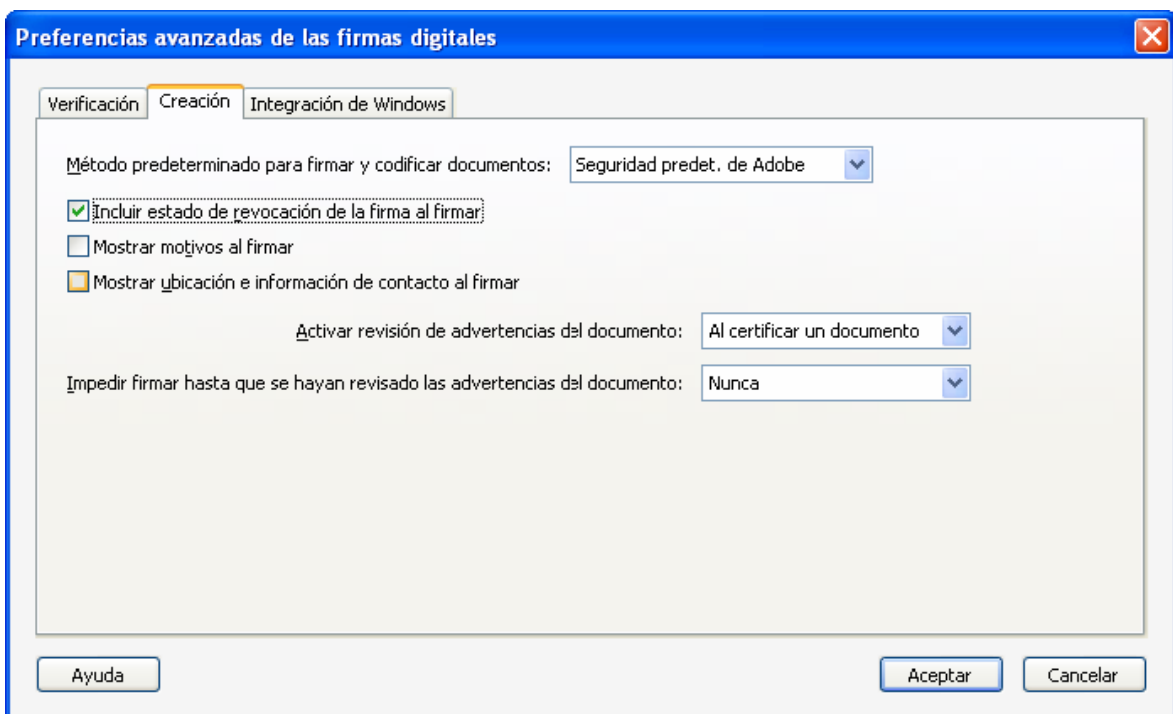 Preferencias avanzadas de las firmas digitales
Verificación
Creación
Integración de Windows
Método predeterminado para firmar y codificar documentos:
Seguridad predet. de Adobe
Incluir estado de revocación de la firma al firmar
Mostrar motivos al firmar
Mostrar ubicación e información de contacto al firmar
Activar revisión de advertencias del documento:
Al certificar un documento
Impedir firmar hasta que se hayan revisado las advertencias del documento:
Nunca
Ayuda
Aceptar
Cancelar